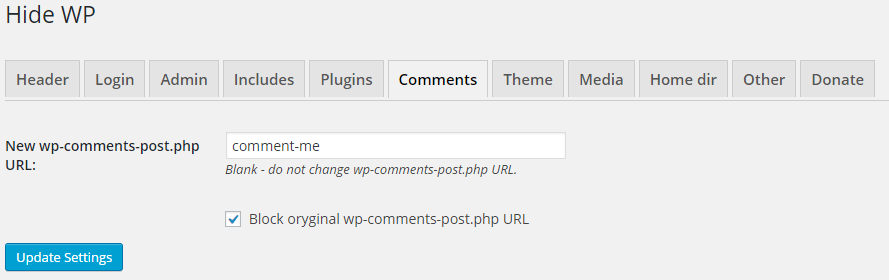 Hide WP
Header Login Admin Includes Plugins Comments Theme Media Home dir Other Donate
New wp-comments-post.php
URL:
comment-me
Blank - do not change wp-comments-post.php URL.
Block oryginal wp-comments-post.php URL
Update Settings